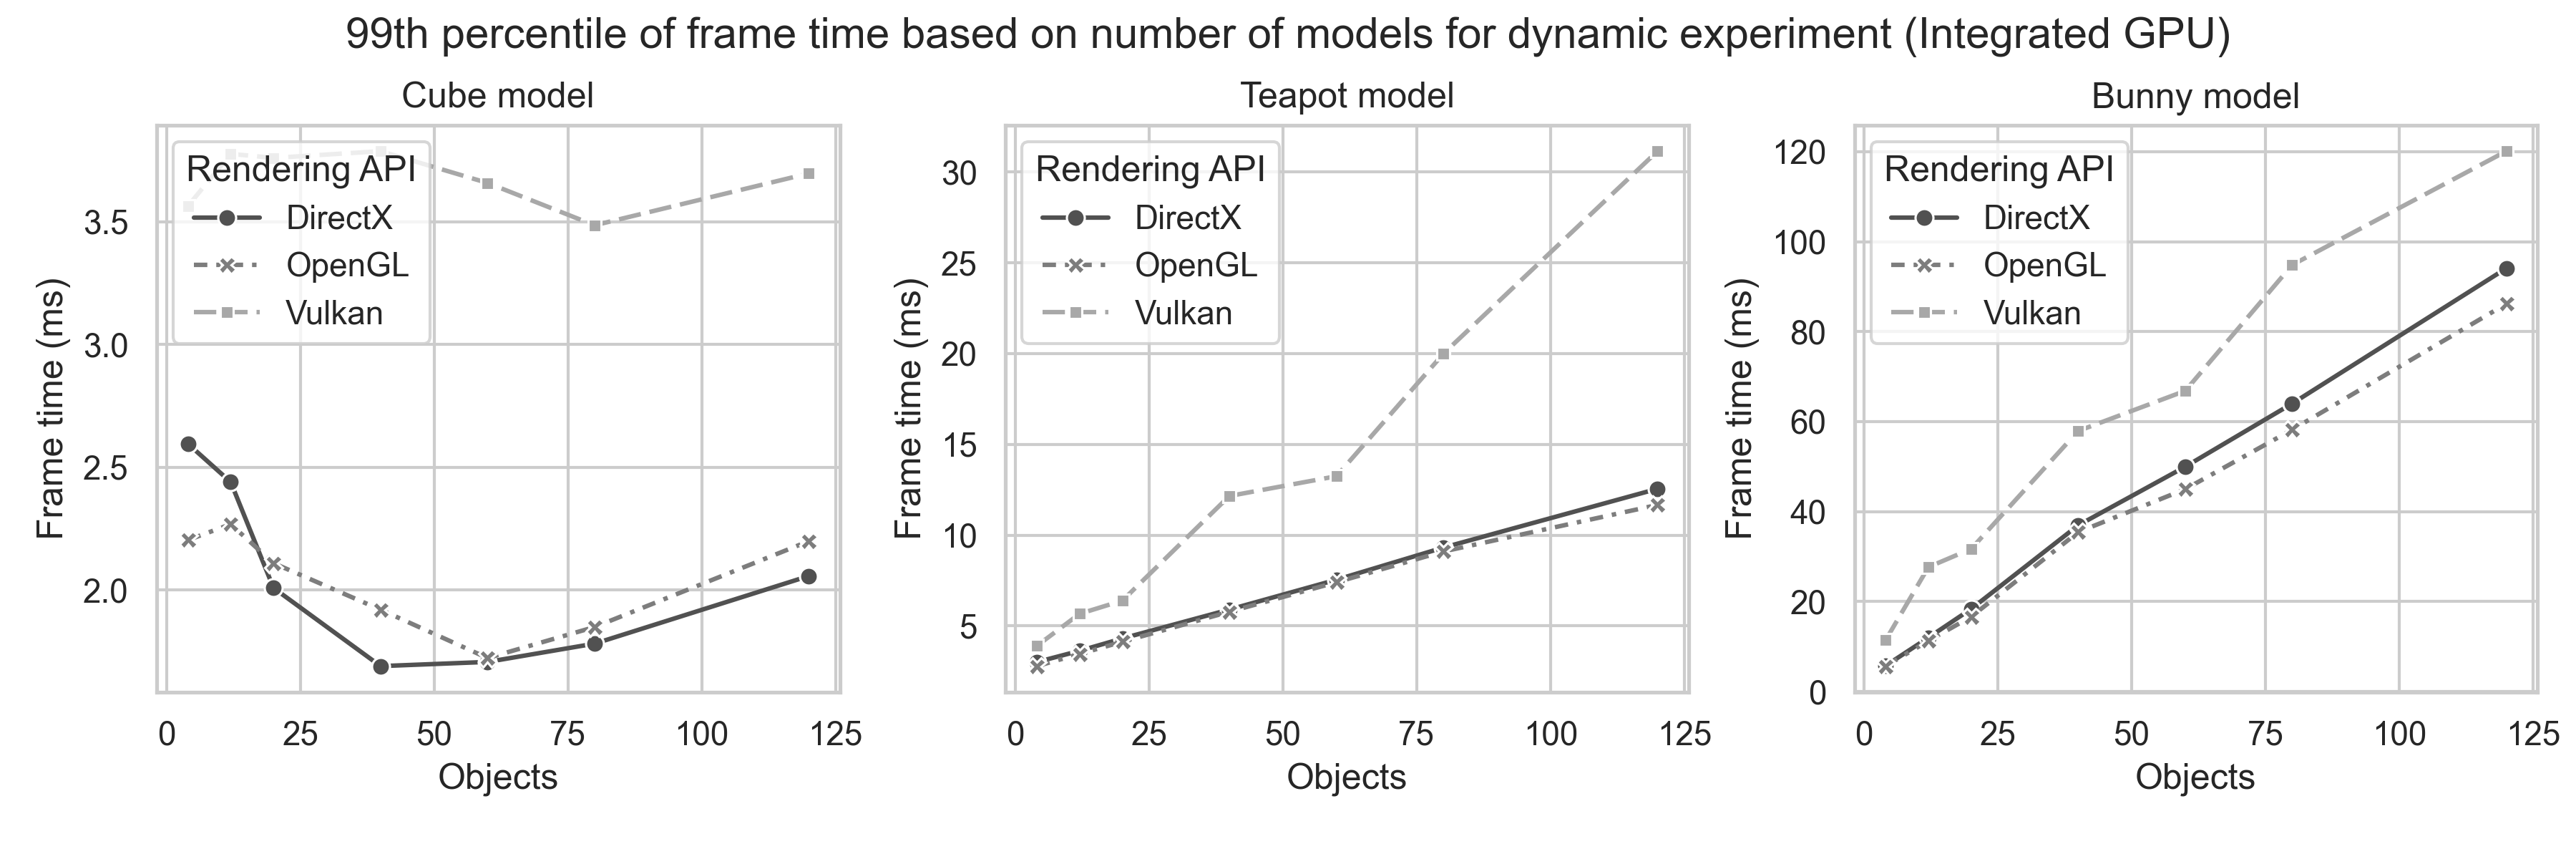 99th percentile of frame time based on number of models for dynamic experiment (Integrated GPU)
Cube model
Frame time (ms)
3.5
3.0
2.5
2.0
Rendering API
DirectX
OpenGL
Vulkan
0 25 50 75 100 125
Objects
Teapot model
Frame time (ms)
30
25
20
15
10
5
Rendering API
DirectX
OpenGL
Vulkan
0 25 50 75 100 125
Objects
Bunny model
Frame time (ms)
120
100
80
60
40
20
0
Rendering API
DirectX
OpenGL
Vulkan
0 25 50 75 100 125
Objects